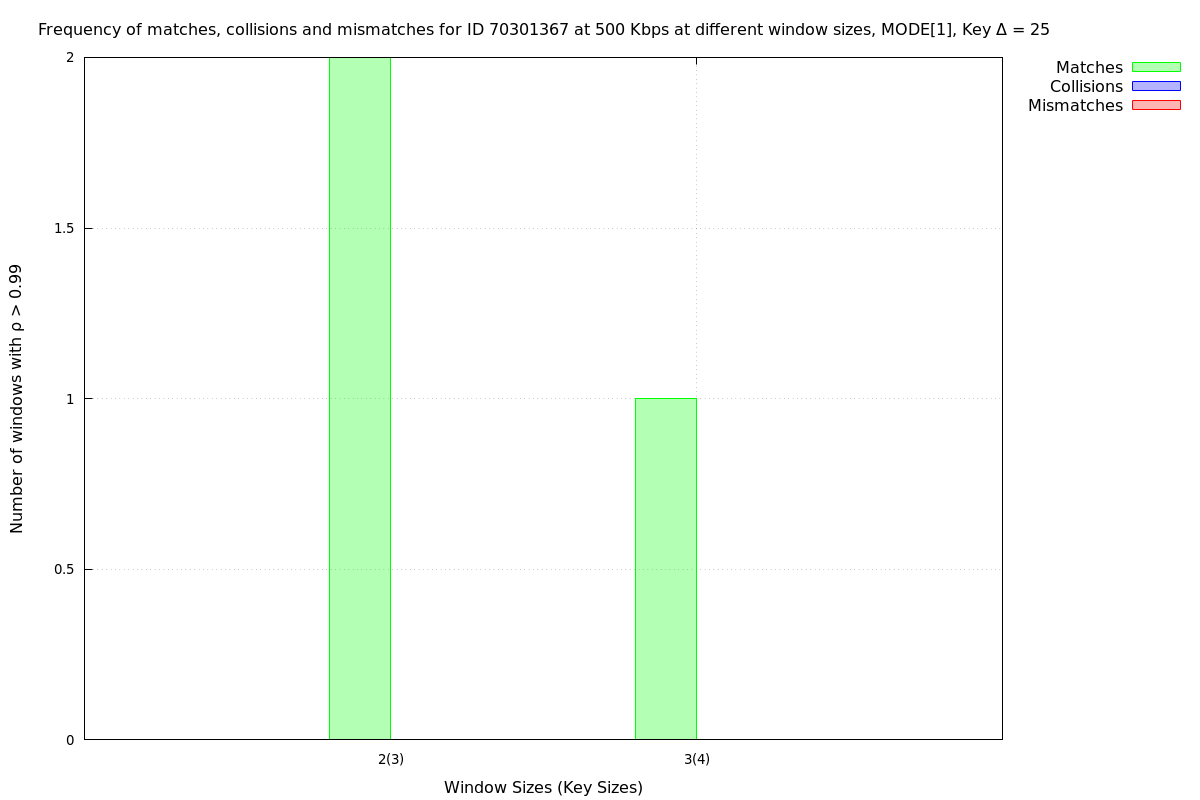 Frequency of matches, collisions and mismatches for ID 70301367 at 500 Kbps at different window sizes, MODE[1], Key Δ = 25
Matches
Collisions
Mismatches
Number of windows with ρ > 0.99
2
1.5
1
0.5
0
2(3)
3(4)
Window Sizes (Key Sizes)